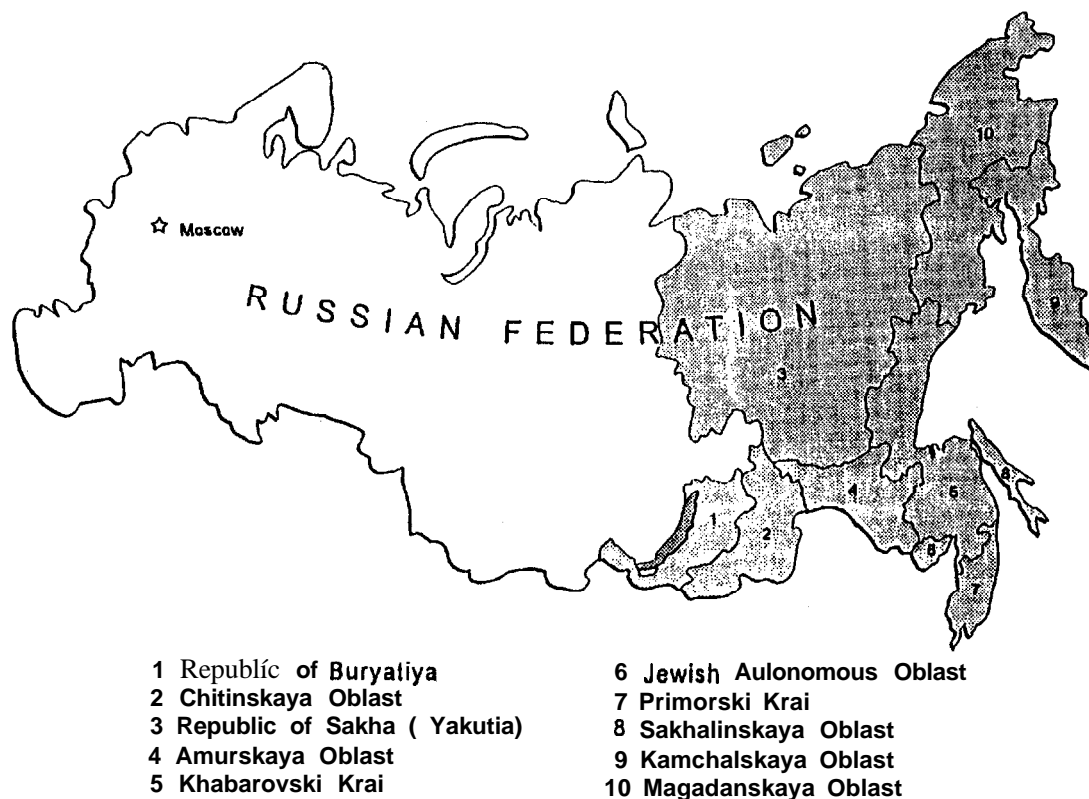 10
Moscow
RUSSIAN FEDERATION
9
3
8
4
5
1
2
6
7
1 Republíc of Buryatiya
2 Chitinskaya Oblast
3 Republic of Sakha ( Yakutia)
4 Amurskaya Oblast
5 Khabarovski Krai
6 Jewish Aulonomous Oblast
7 Primorski Krai
8 Sakhalinskaya Oblast
9 Kamchalskaya Oblast
10 Magadanskaya Oblast